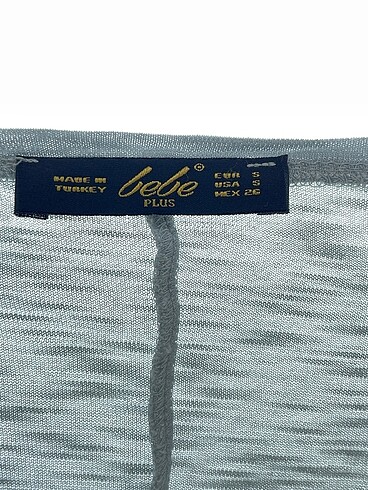 MADE IN
TURKEY
bebe®
PLUS
EUR S
USA S
MEX 26